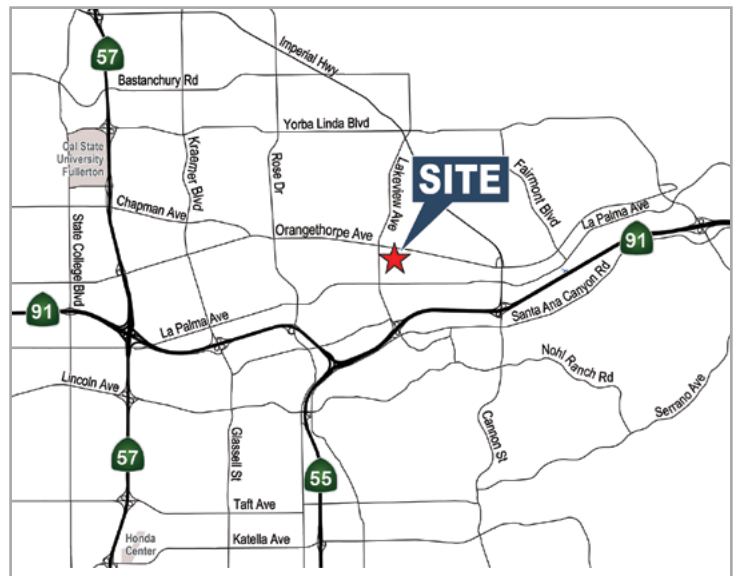 57
Imperial Hwy
Bastanchury Rd
Yorba Linda Blvd
Cal State
University
Fullerton
Kraemer Blvd
Rose Dr
Lakeview Ave
SITE
Fairmont Blvd
Chapman Ave
La Palma Ave
State College Blvd
Orangethorpe Ave
91
91
Santa Ana Canyon Rd
La Palma Ave
Nohl Ranch Rd
Lincoln Ave
Serrano Ave
Glassell St
Cannon St
57
55
Taft Ave
Honda
Center
Katella Ave